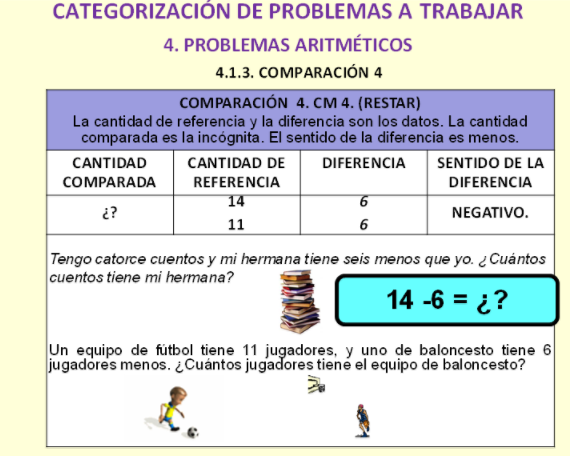 CATEGORIZACIÓN DE PROBLEMAS A TRABAJAR
4. PROBLEMAS ARITMÉTICOS
4.1.3. COMPARACIÓN 4
COMPARACIÓN 4. CM 4. (RESTAR)
La cantidad de referencia y la diferencia son los datos. La cantidad
comparada es la incógnita. El sentido de la diferencia es menos.
CANTIDAD COMPARADA
CANTIDAD DE REFERENCIA
DIFERENCIA
SENTIDO DE LA DIFERENCIA
¿?
14
6
NEGATIVO.
11
6
Tengo catorce cuentos y mi hermana tiene seis menos que yo. ¿Cuántos
cuentos tiene mi hermana?
14 -6 = ¿?
Un equipo de fútbol tiene 11 jugadores, y uno de baloncesto tiene 6
jugadores menos. ¿Cuántos jugadores tiene el equipo de baloncesto?